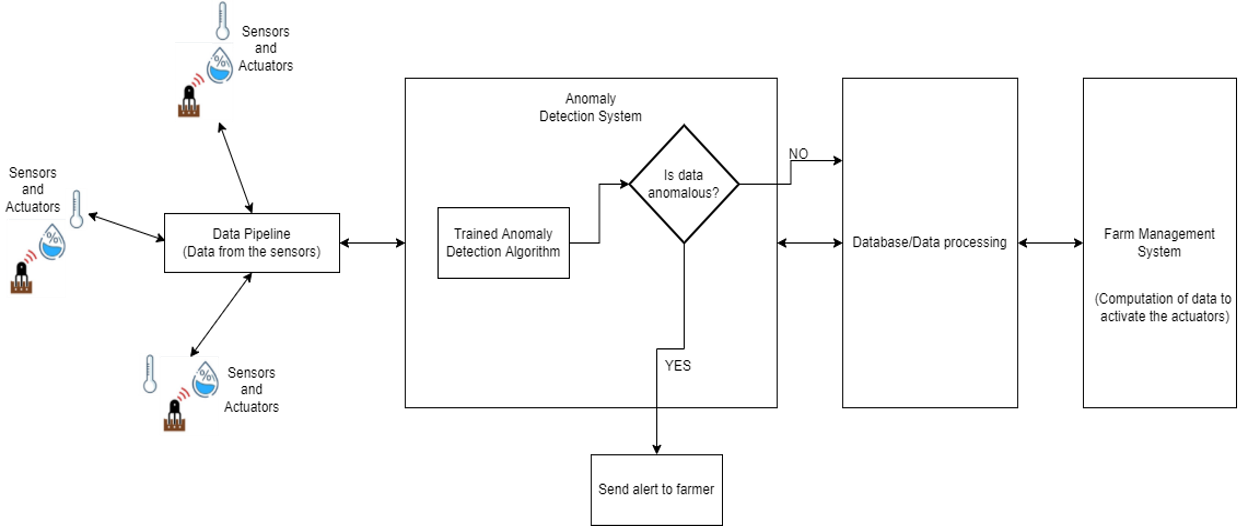 Sensors
and
Actuators
Sensors
and
Actuators
Data Pipeline
(Data from the sensors)
Sensors
and
Actuators
Anomaly
Detection System
Trained Anomaly
Detection Algorithm
Is data
anomalous?
NO
YES
Send alert to farmer
Database/Data processing
Farm Management
System
(Computation of data to
activate the actuators)
%
%
%